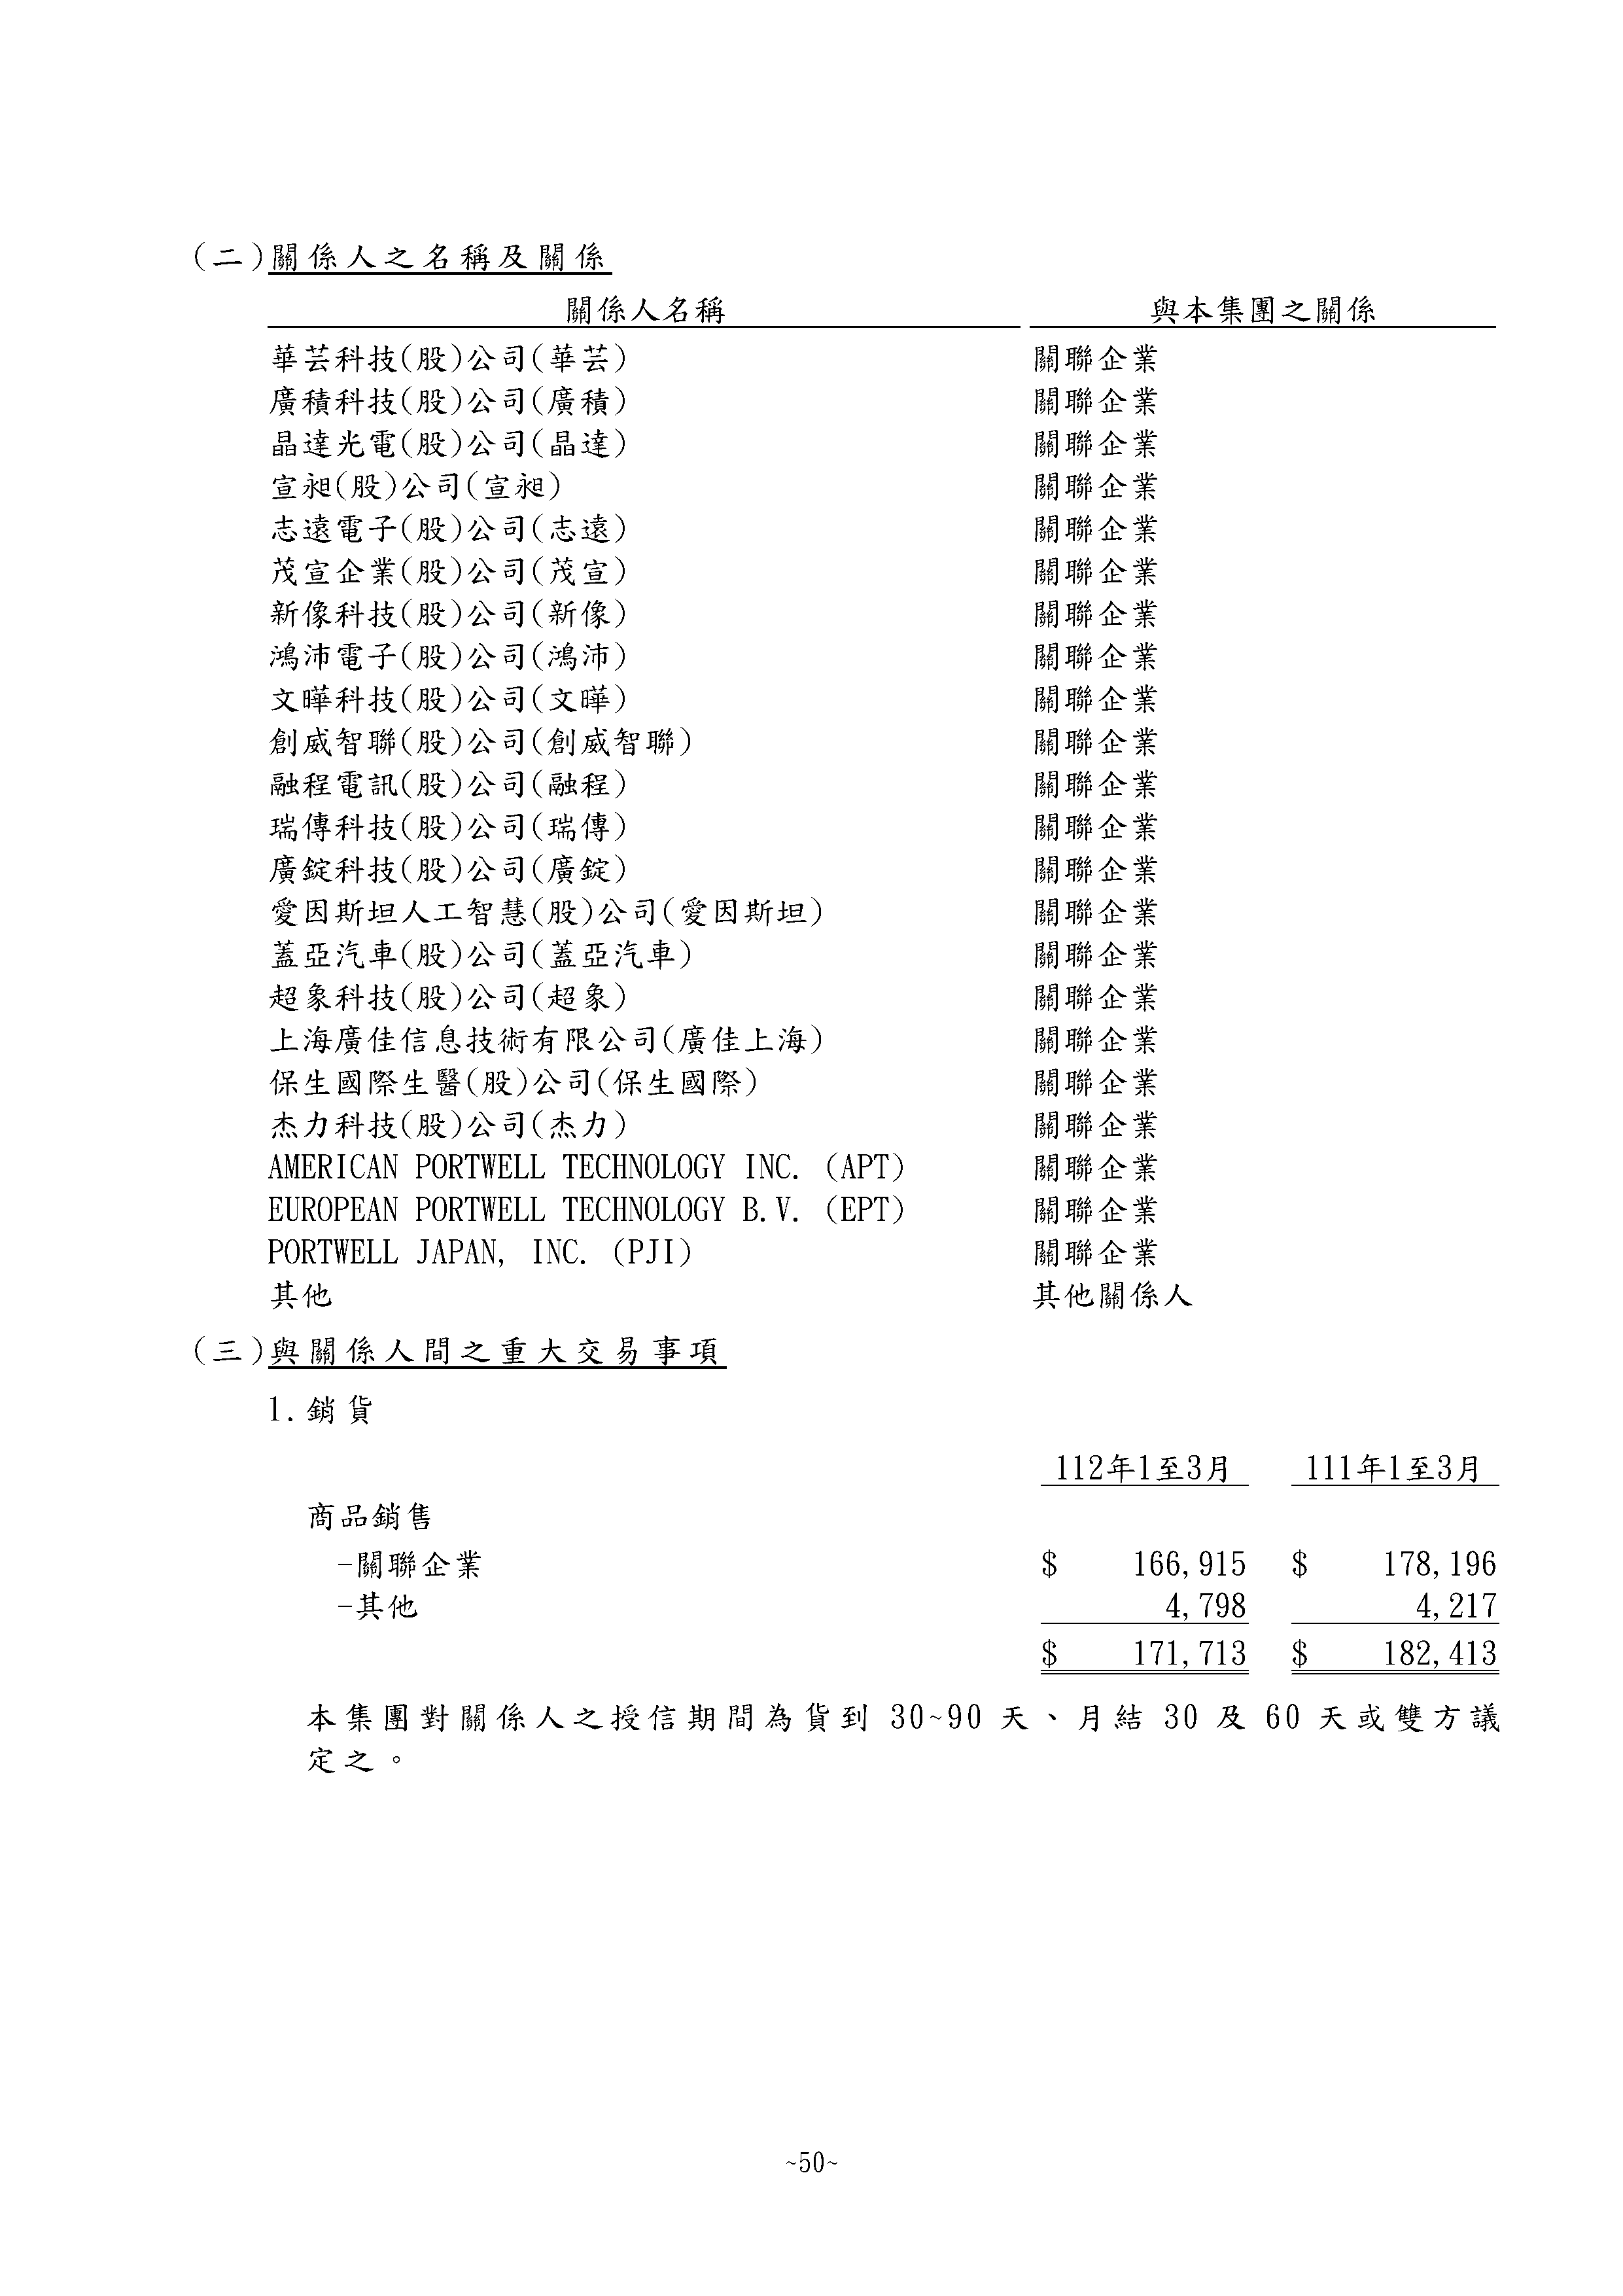 (二)關係人之名稱及關係
關係人名稱 與本集團之關係
華芸科技(股)公司(華芸) 關聯企業
廣積科技(股)公司(廣積) 關聯企業
晶達光電(股)公司(晶達) 關聯企業
宣昶(股)公司(宣昶) 關聯企業
志遠電子(股)公司(志遠) 關聯企業
茂宣企業(股)公司(茂宣) 關聯企業
新像科技(股)公司(新像) 關聯企業
鴻沛電子(股)公司(鴻沛) 關聯企業
文曄科技(股)公司(文曄) 關聯企業
創威智聯(股)公司(創威智聯) 關聯企業
融程電訊(股)公司(融程) 關聯企業
瑞傳科技(股)公司(瑞傳) 關聯企業
廣錠科技(股)公司(廣錠) 關聯企業
愛因斯坦人工智慧(股)公司(愛因斯坦) 關聯企業
蓋亞汽車(股)公司(蓋亞汽車) 關聯企業
超象科技(股)公司(超象) 關聯企業
上海廣佳信息技術有限公司(廣佳上海) 關聯企業
保生國際生醫(股)公司(保生國際) 關聯企業
杰力科技(股)公司(杰力) 關聯企業
AMERICAN PORTWELL TECHNOLOGY INC. (APT) 關聯企業
EUROPEAN PORTWELL TECHNOLOGY B.V. (EPT) 關聯企業
PORTWELL JAPAN, INC. (PJI) 關聯企業
其他 其他關係人
(三)與關係人間之重大交易事項
1.銷貨
112年1至3月 111年1至3月
商品銷售
-關聯企業 $ 166,915 $ 178,196
-其他 4,798 4,217
$ 171,713 $ 182,413
本集團對關係人之授信期間為貨到 30~90 天、月結 30 及 60 天或雙方議
定之。
~50~